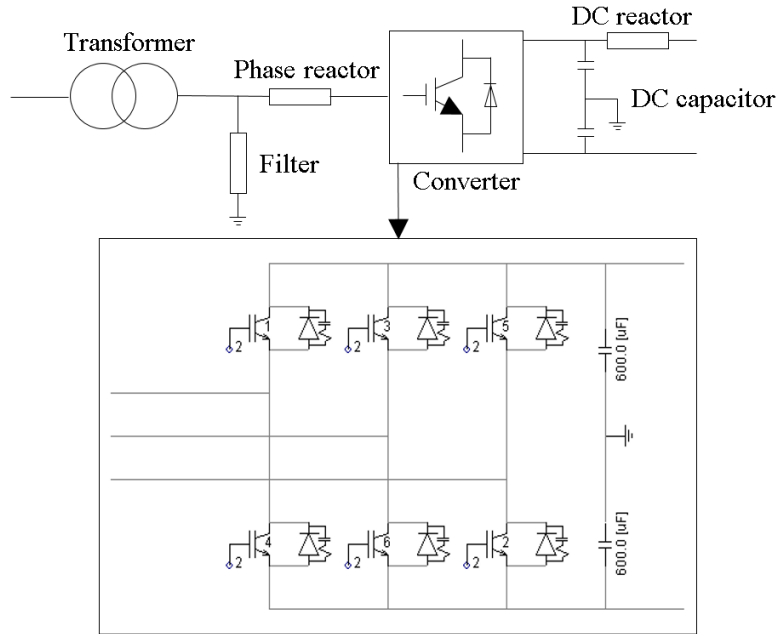 DC reactor
Transformer
Phase reactor
DC capacitor
Filter
Converter
1
3
5
2
2
2
600.0 [uF]
4
6
2
2
2
2
600.0 [uF]